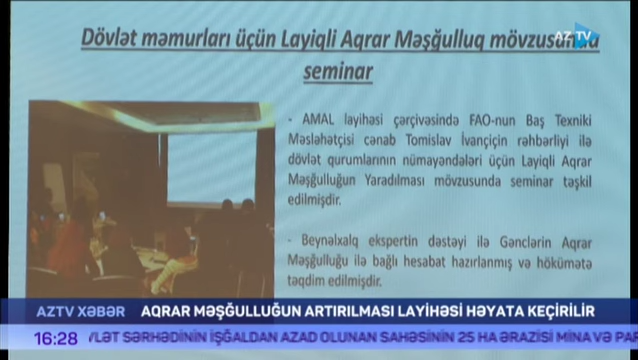 AZTV
Dövlət məmurları üçün Layiqli Aqrar Məşğulluq mövzusunda
seminar
- AMAL layihəsi çərçivəsində FAO-nun Baş Texniki
Məsləhətçisi cənab Tomislav İvançiçin rəhbərliyi ilə
dövlət qurumlarının nümayəndələri üçün Layiqli Aqrar
Məşğulluğun Yaradılması mövzusunda seminar təşkil
edilmişdir.
- Beynəlxalq ekspertin dəstəyi ilə Gənclərin Aqrar
Məşğulluğu ilə bağlı hesabat hazırlanmış və hökümətə
təqdim edilmişdir.
AZTV XƏBƏR AQRAR MƏŞĞULLUĞUN ARTIRILMASI LAYİHƏSİ HƏYATA KEÇİRİLİR
16:28 VLƏT SƏRHƏDİNİN İŞĞALDAN AZAD OLUNAN SAHƏSİNİN 25 HA ƏRAZİSİ MİNA VƏ PA